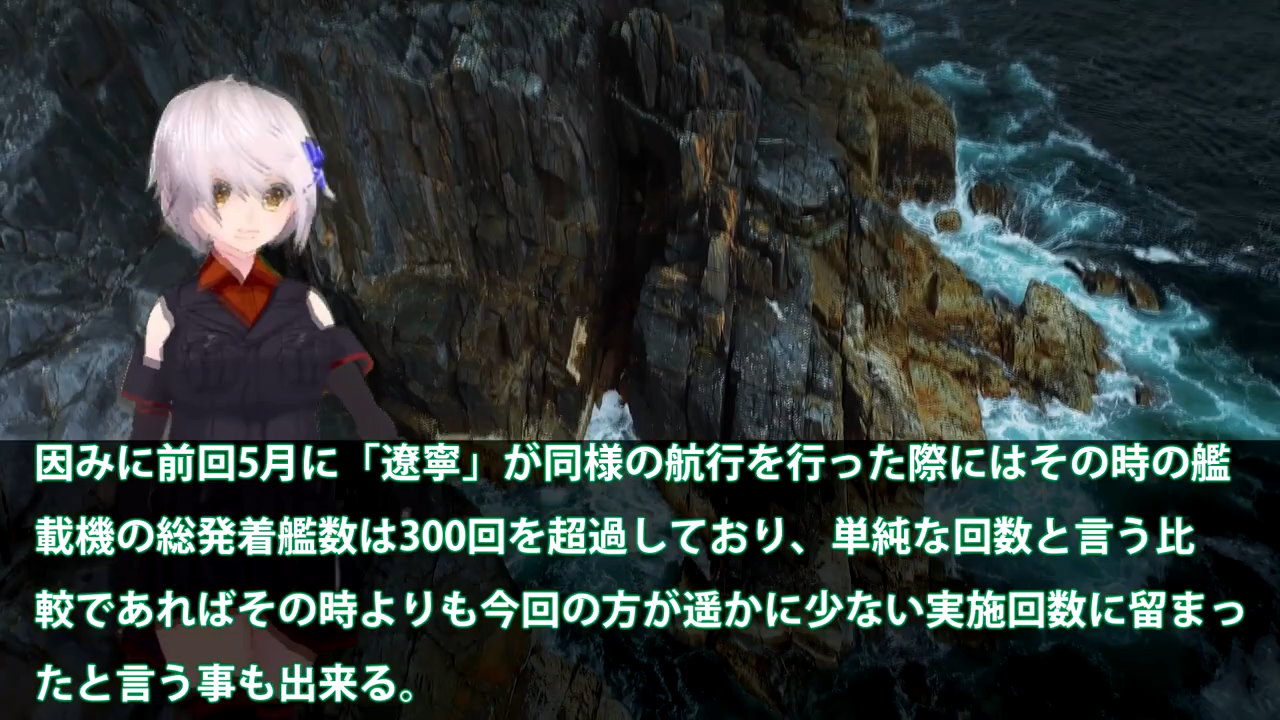 因みに前回5月に「遼寧」が同様の航行を行った際にはその時の艦
載機の総発着艦数は300回を超過しており、単純な回数と言う比
較であればその時よりも今回の方が遥かに少ない実施回数に留まっ
たと言う事も出来る。